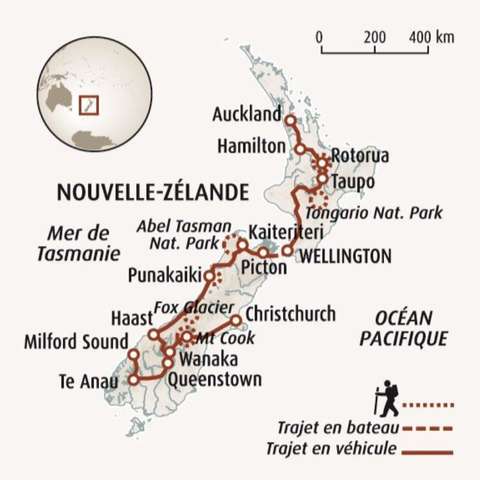 0 200 400 km
Auckland
Hamilton
Rotorua
Taupo
NOUVELLE-ZÉLANDE
Tongario Nat. Park
Abel Tasman
Nat. Park
Kaiteriteri
Mer de
Tasmanie
WELLINGTON
Picton
Punakaiki
Fox Glacier
Haast
Christchurch
Milford Sound
Mt Cook
OCÉAN
PACIFIQUE
Wanaka
Te Anau
Queenstown
Trajet en bateau
Trajet en véhicule